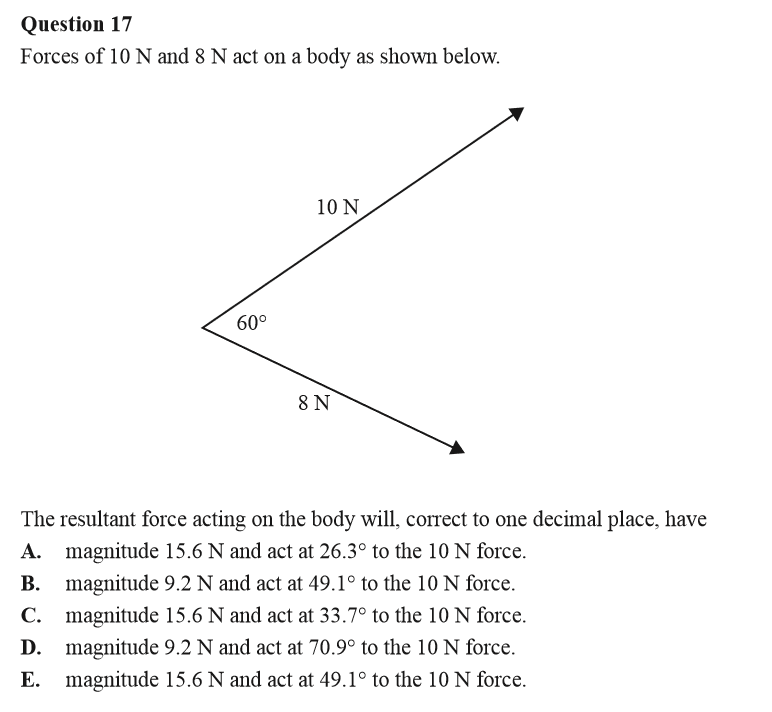 Question 17
Forces of 10 N and 8 N act on a body as shown below.
10 N
60°
8 N
The resultant force acting on the body will, correct to one decimal place, have
A. magnitude 15.6 N and act at 26.3° to the 10 N force.
B. magnitude 9.2 N and act at 49.1° to the 10 N force.
C. magnitude 15.6 N and act at 33.7° to the 10 N force.
D. magnitude 9.2 N and act at 70.9° to the 10 N force.
E. magnitude 15.6 N and act at 49.1° to the 10 N force.